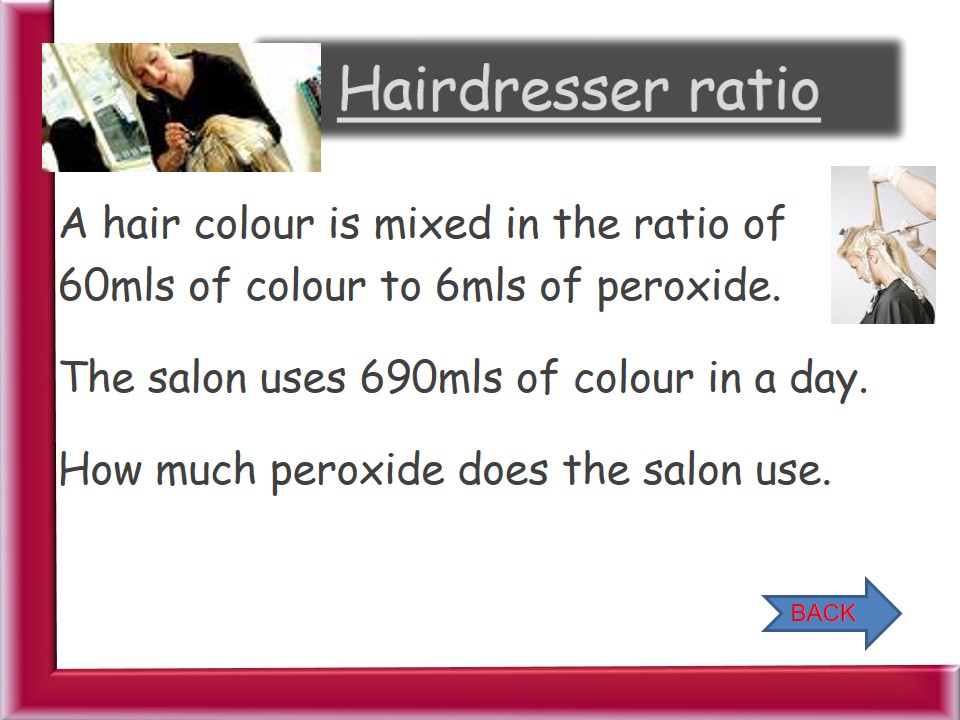 Hairdresser ratio
A hair colour is mixed in the ratio of
60mls of colour to 6mls of peroxide.
The salon uses 690mls of colour in a day.
How much peroxide does the salon use.
BACK